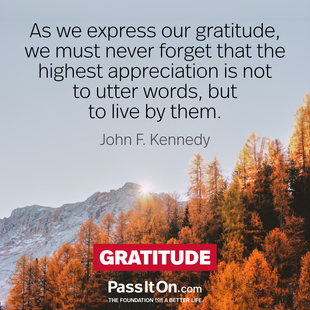 As we express our gratitude,
we must never forget that the
highest appreciation is not
to utter words, but
to live by them.
John F. Kennedy
GRATITUDE
PassItOn.com
THE FOUNDATION FOR A BETTER LIFE